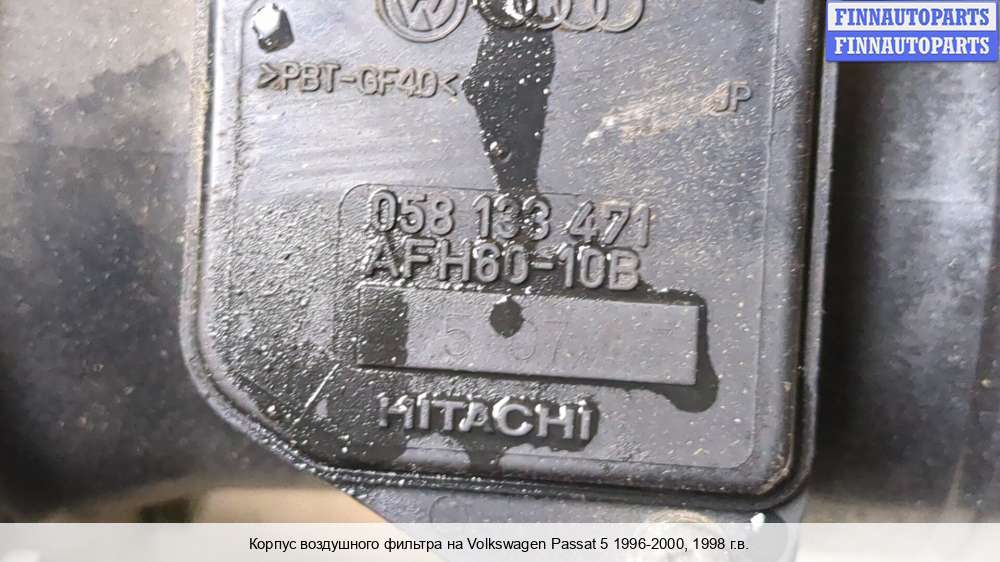 FINNAUTOPARTS
FINNAUTOPARTS
>PBT-GF40<
JP
058 133 471
AFH60-10B
HITACHI
Корпус воздушного фильтра на Volkswagen Passat 5 1996-2000, 1998 г.в.